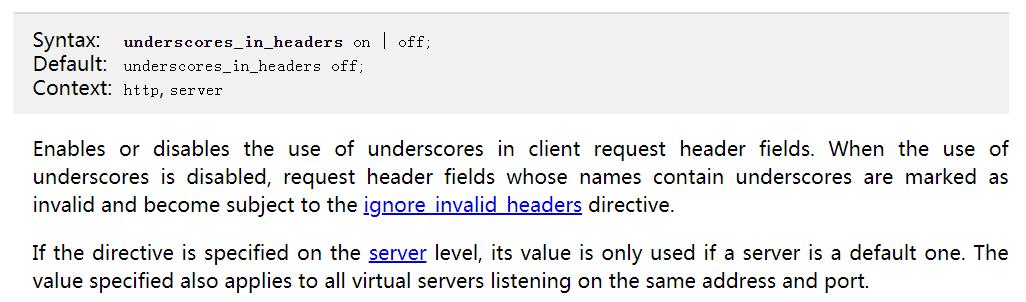 Syntax: underscores_in_headers on | off;
Default: underscores_in_headers off;
Context: http, server
Enables or disables the use of underscores in client request header fields. When the use of
underscores is disabled, request header fields whose names contain underscores are marked as
invalid and become subject to the ignore_invalid_headers directive.
If the directive is specified on the server level, its value is only used if a server is a default one. The
value specified also applies to all virtual servers listening on the same address and port.